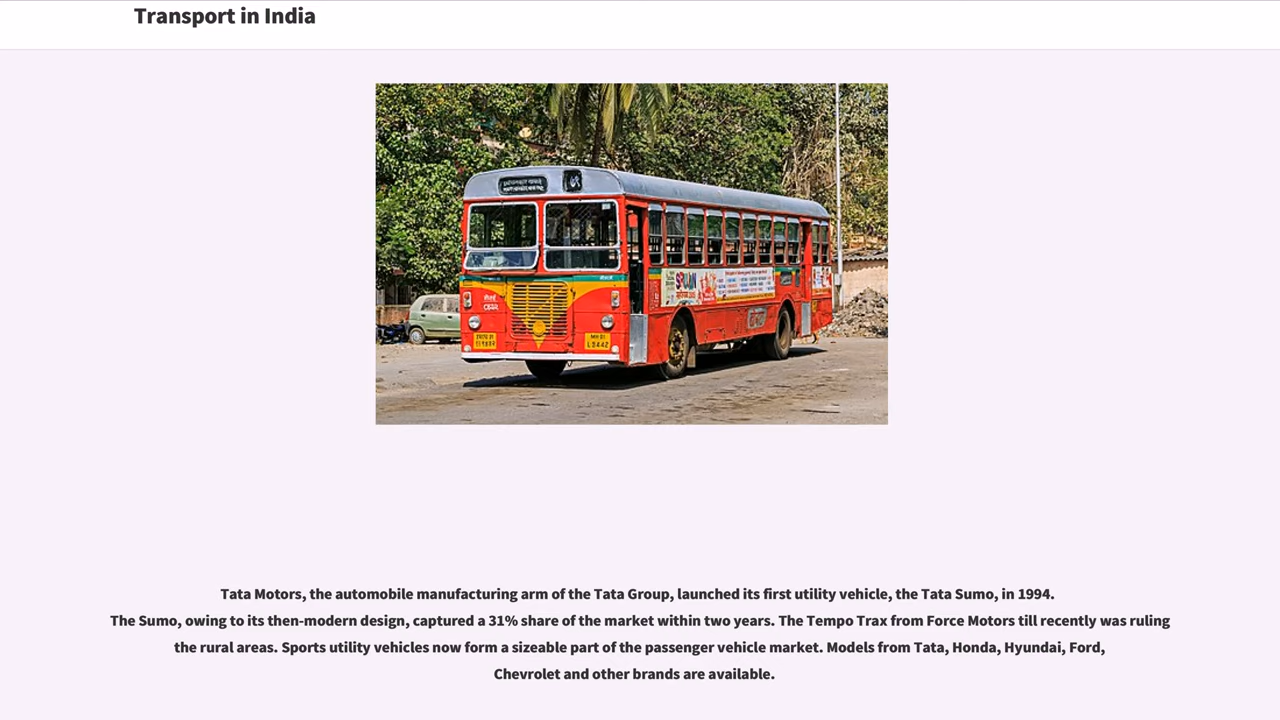 Transport in India
Tata Motors, the automobile manufacturing arm of the Tata Group, launched its first utility vehicle, the Tata Sumo, in 1994.
The Sumo, owing to its then-modern design, captured a 31% share of the market within two years. The Tempo Trax from Force Motors till recently was ruling
the rural areas. Sports utility vehicles now form a sizeable part of the passenger vehicle market. Models from Tata, Honda, Hyundai, Ford,
Chevrolet and other brands are available.